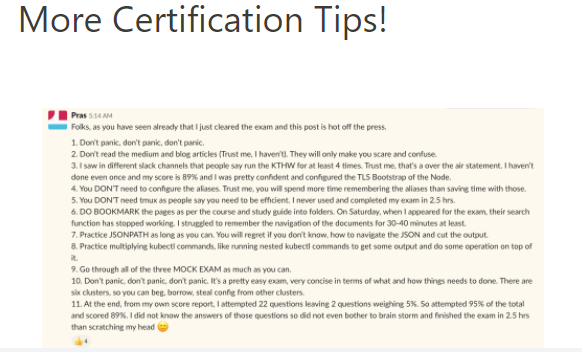 More Certification Tips!
Pras 5:14 AM
Folks, as you have seen already that I just cleared the exam and this post is hot off the press.
1. Don't panic, don't panic, don't panic.
2. Don't read the medium and blog articles (Trust me, I haven't). They will only make you scare and confuse.
3. I saw in different slack channels that people say run the KTHW for at least 4 times. Trust me, that's a over the air statement. I haven't
done even once and my score is 89% and I was pretty confident and configured the TLS Bootstrap of the Node.
4. You DON'T need to configure the aliases. Trust me, you will spend more time remembering the aliases than saving time with those.
5. You DON'T need tmux as people say you need to be efficient. I never used and completed my exam in 2.5 hrs.
6. DO BOOKMARK the pages as per the course and study guide into folders. On Saturday, when I appeared for the exam, their search
function has stopped working. I struggled to remember the navigation of the documents for 30-40 minutes at least.
7. Practice JSONPATH as long as you can. You will regret if you don't know, how to navigate the JSON and cut the output.
8. Practice multiplying kubectl commands, like running nested kubectl commands to get some output and do some operation on top of
it.
9. Go through all of the three MOCK EXAM as much as you can.
10. Don't panic, don't panic, don't panic. It's a pretty easy exam, very concise in terms of what and how things needs to done. There are
six clusters, so you can beg, borrow, steal config from other clusters.
11. At the end, from my own score report, I attempted 22 questions leaving 2 questions weighing 5%. So attempted 95% of the total
and scored 89%. I did not know the answers of those questions so did not even bother to brain storm and finished the exam in 2.5 hrs
than scratching my head 😊
👍 4